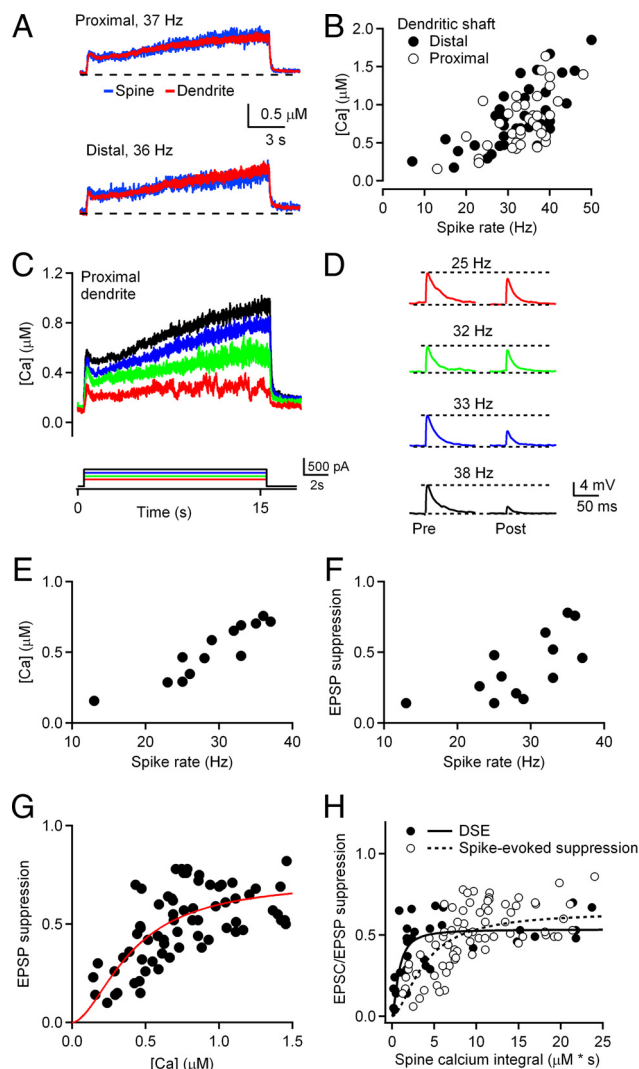 A
Proximal, 37 Hz
Spine
Dendrite
0.5 μM
3 s
Distal, 36 Hz
B
Dendritic shaft
Distal
Proximal
[Ca] (μM)
2.0
1.5
1.0
0.5
0
0 10 20 30 40 50
Spike rate (Hz)
C
Proximal
dendrite
[Ca] (μM)
1.2
0.8
0.4
0.0
500 pA
2s
0 15
Time (s)
D
25 Hz
32 Hz
33 Hz
38 Hz
4 mV
50 ms
Pre Post
E
[Ca] (μM)
1.0
0.5
0.0
10 20 30 40
Spike rate (Hz)
F
EPSP suppression
1.0
0.5
0.0
10 20 30 40
Spike rate (Hz)
G
EPSP suppression
1.0
0.5
0.0
0.0 0.5 1.0 1.5
[Ca] (μM)
H
DSE
Spike-evoked suppression
EPSC/EPSP suppression
1.0
0.5
0.0
0 5 10 15 20 25
Spine calcium integral (μM * s)